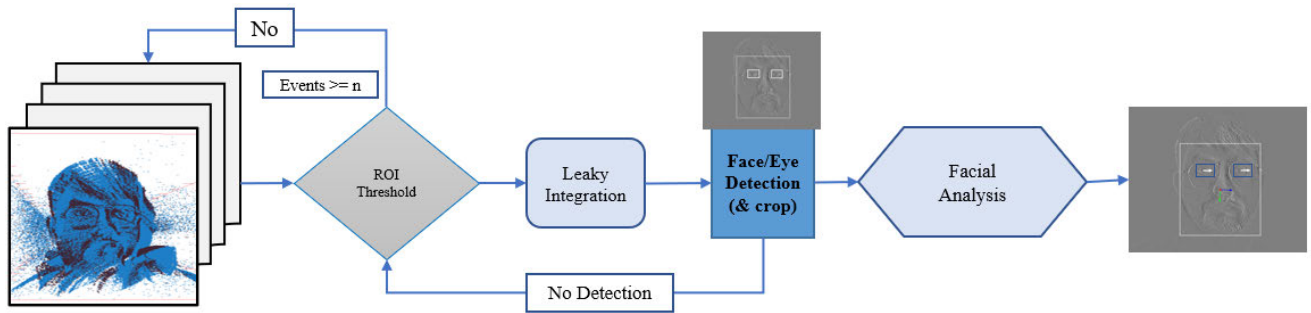 No
Events >= n
ROI
Threshold
Leaky
Integration
Face/Eye
Detection
(& crop)
Facial
Analysis
No Detection